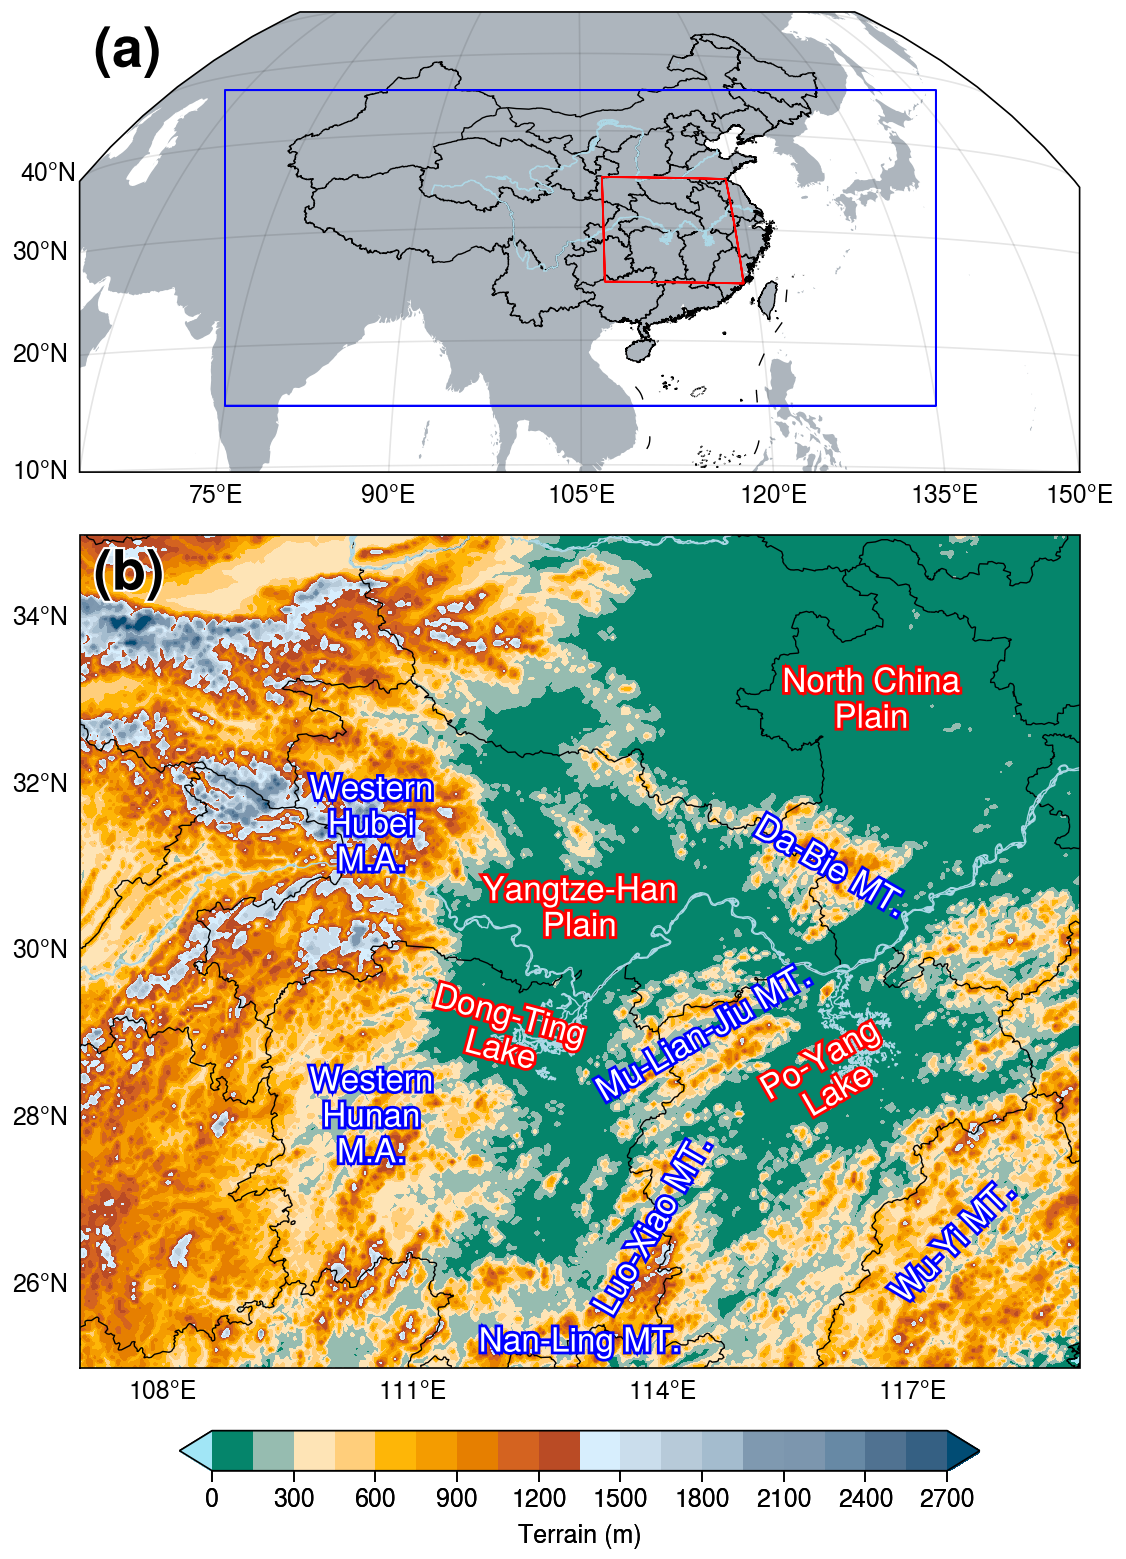 (a)
40°N
30°N
20°N
10°N
75°E
90°E
105°E
120°E
135°E
150°E
(b)
34°N
32°N
30°N
28°N
26°N
North China
Plain
Western
Hubei
M.A.
Da-Bie MT.
Yangtze-Han
Plain
Dong-Ting
Lake
Mu-Lian-Jiu MT.
Po-Yang
Lake
Western
Hunan
M.A.
Luo-Xiao MT.
Wu-Yi MT.
Nan-Ling MT.
108°E
111°E
114°E
117°E
0
300
600
900
1200
1500
1800
2100
2400
2700
Terrain (m)